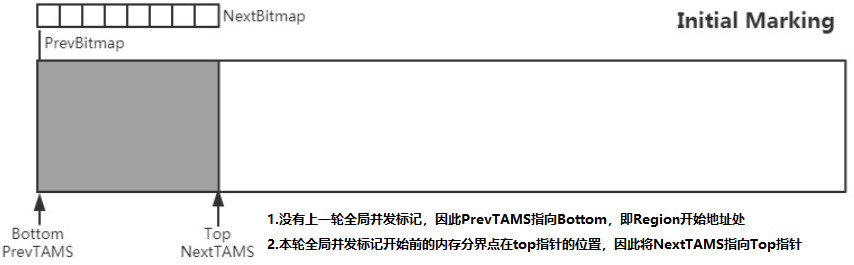 NextBitmap
Initial Marking
PrevBitmap
Bottom
PrevTAMS
Top
NextTAMS
1.没有上一轮全局并发标记，因此PrevTAMS指向Bottom，即Region开始地址处
2.本轮全局并发标记开始前的内存分界点在top指针的位置，因此将NextTAMS指向Top指针